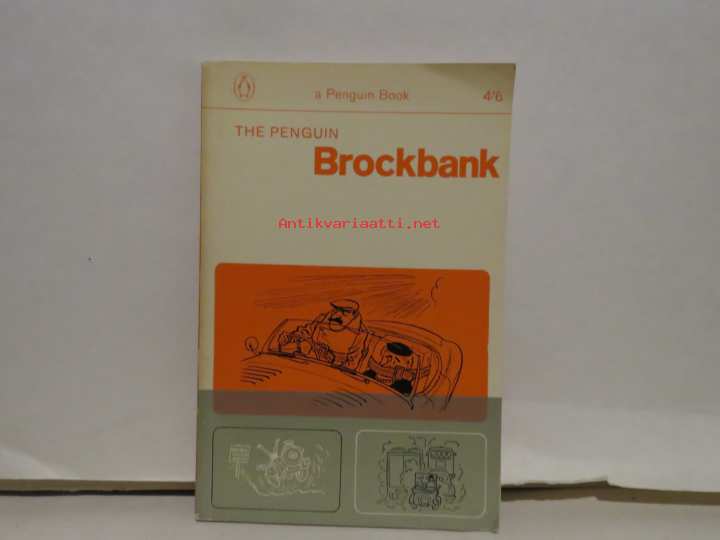 a Penguin Book 4'6
THE PENGUIN
Brockbank
Antikvariaatti.net